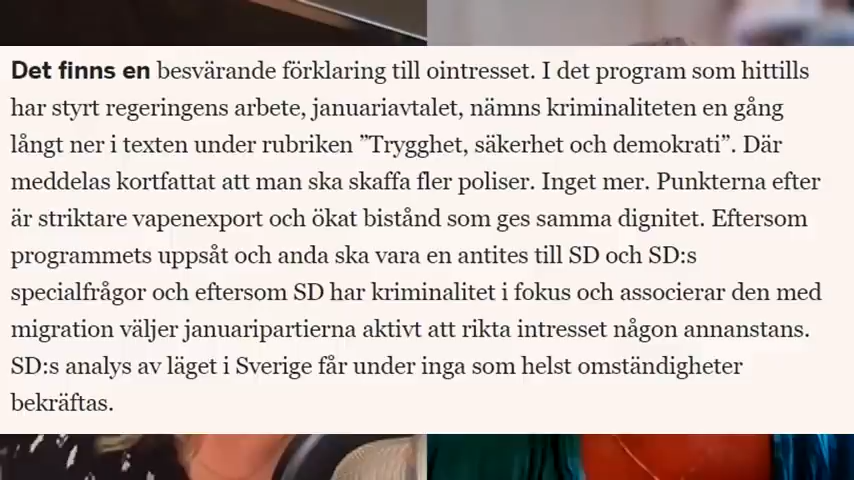 Det finns en besvärande förklaring till ointresset. I det program som hittills
har styrt regeringens arbete, januariavtalet, nämns kriminaliteten en gång
långt ner i texten under rubriken ”Trygghet, säkerhet och demokrati”. Där
meddelas kortfattat att man ska skaffa fler poliser. Inget mer. Punkterna efter
är striktare vapenexport och ökat bistånd som ges samma dignitet. Eftersom
programmets uppsåt och anda ska vara en antites till SD och SD:s
specialfrågor och eftersom SD har kriminalitet i fokus och associerar den med
migration väljer januaripartierna aktivt att rikta intresset någon annanstans.
SD:s analys av läget i Sverige får under inga som helst omständigheter
bekräftas.